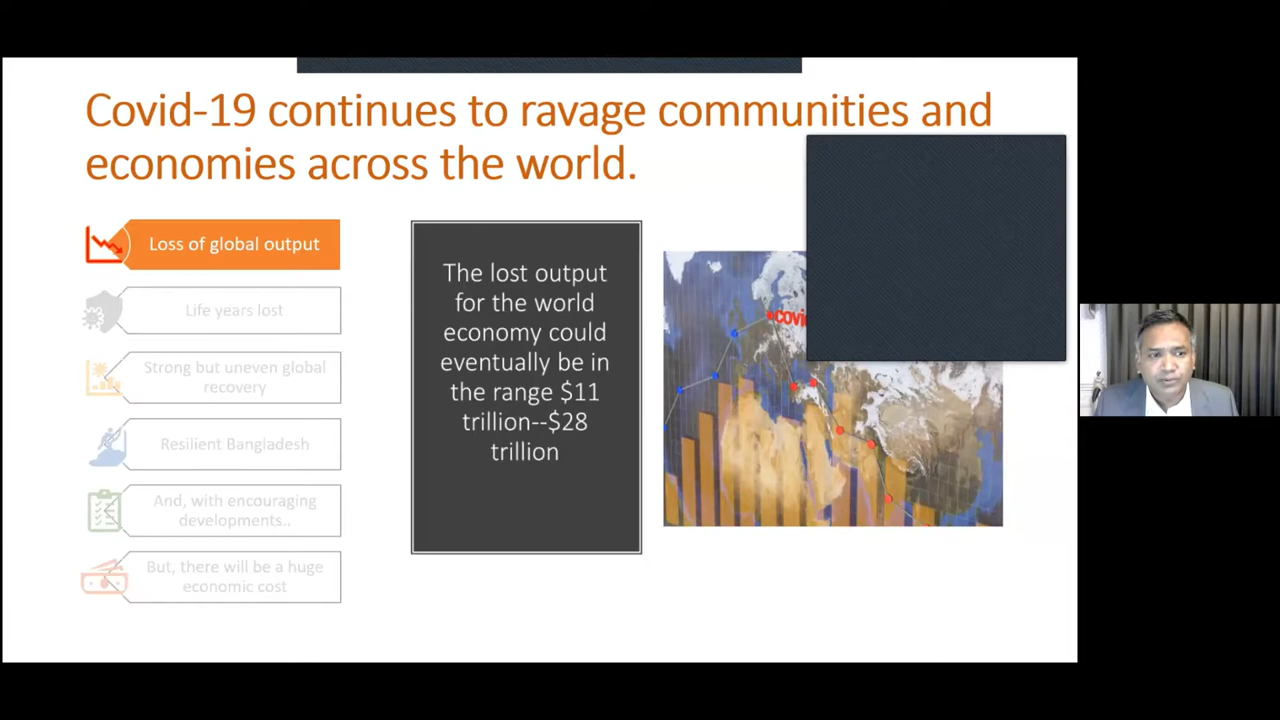 Covid-19 continues to ravage communities and
economies across the world.
Loss of global output
Life years lost
Strong but uneven global
recovery
Resilient Bangladesh
And, with encouraging
developments..
But, there will be a huge
economic cost
The lost output
for the world
economy could
eventually be in
the range $11
trillion--$28
trillion